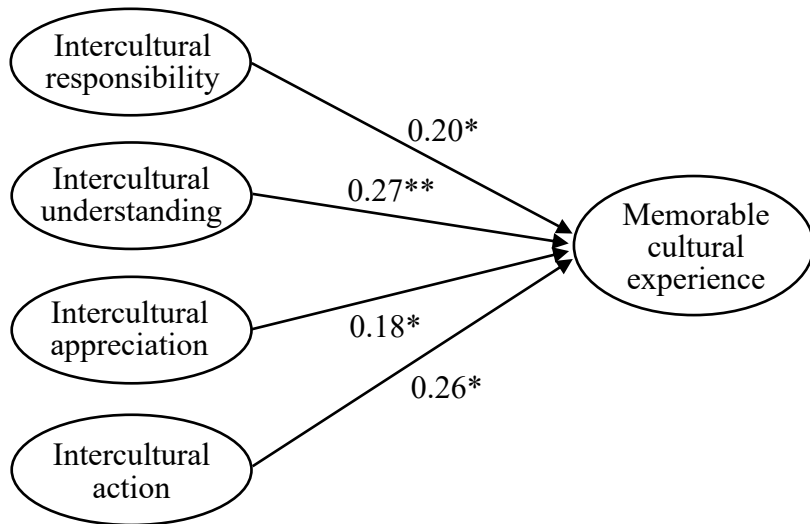 Intercultural
responsibility
0.20*
Intercultural
understanding
0.27**
Memorable
cultural
experience
Intercultural
appreciation
0.18*
0.26*
Intercultural
action